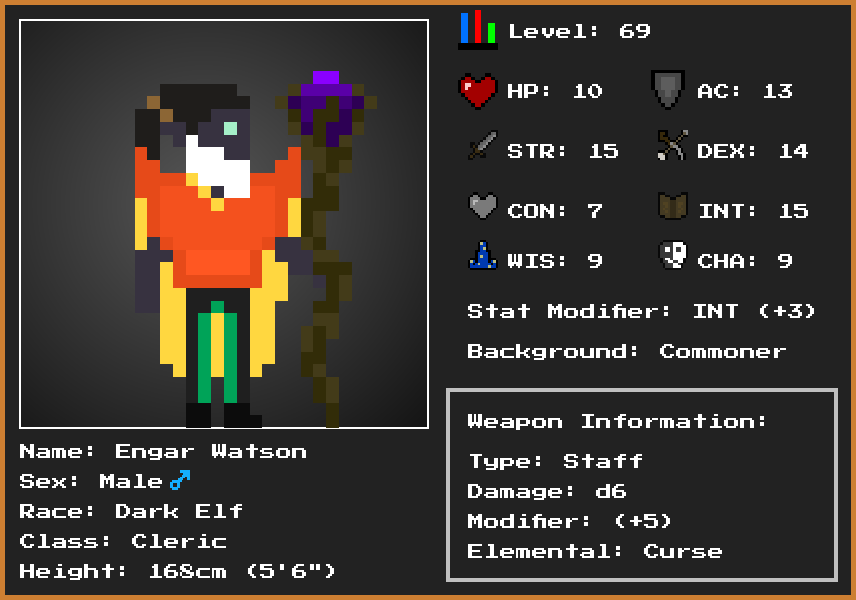 Level: 69
HP: 10
AC: 13
STR: 15
DEX: 14
CON: 7
INT: 15
WIS: 9
CHA: 9
Stat Modifier: INT (+3)
Background: Commoner
Weapon Information:
Type: Staff
Damage: d6
Modifier: (+5)
Elemental: Curse
Name: Engar Watson
Sex: Male ♂
Race: Dark Elf
Class: Cleric
Height: 168cm (5'6")